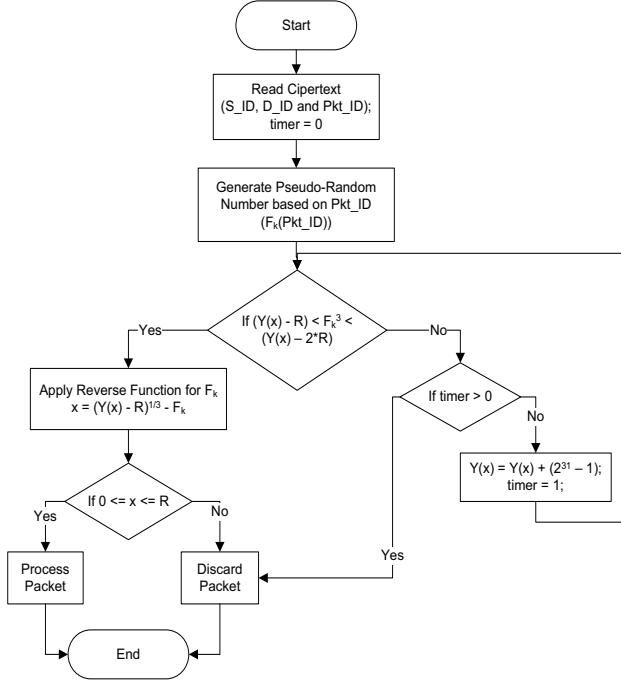 Start
Read Cipertext
(S_ID, D_ID and Pkt_ID);
timer = 0
Generate Pseudo-Random
Number based on Pkt_ID
(Fₖ(Pkt_ID))
If (Y(x) - R) < Fₖ³ <
(Y(x) – 2*R)
Yes
No
Apply Reverse Function for Fₖ
x = (Y(x) - R)¹ᐟ³ - Fₖ
If timer > 0
No
Y(x) = Y(x) + (2³¹ – 1);
timer = 1;
If 0 <= x <= R
Yes
No
Yes
Process
Packet
Discard
Packet
End